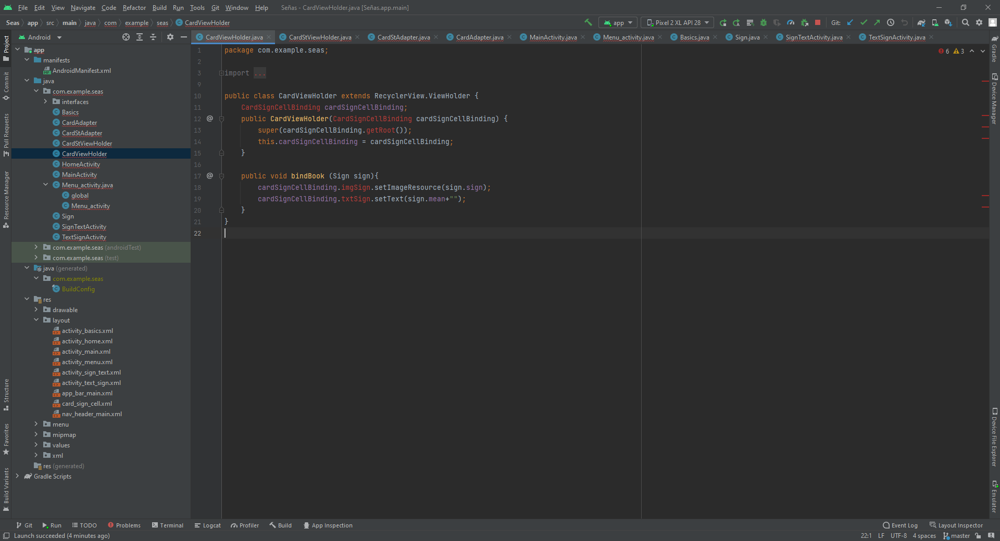 File Edit View Navigate Code Refactor Build Run Tools Git Window Help Señas - CardViewHolder.java [Señas.app.main]
Seas app src main java com example seas CardViewHolder app Pixel 2 XL API 28 Git:
Android
CardViewHolder.java CardStViewHolder.java CardStAdapter.java CardAdapter.java MainActivity.java Menu_activity.java Basics.java Sign.java SignTextActivity.java TextSignActivity.java
Project
Commit
Pull Requests
Resource Manager
Structure
Favorites
Build Variants
app
manifests
AndroidManifest.xml
java
com.example.seas
interfaces
Basics
CardAdapter
CardStAdapter
CardStViewHolder
CardViewHolder
HomeActivity
MainActivity
Menu_activity.java
global
Menu_activity
Sign
SignTextActivity
TextSignActivity
com.example.seas (androidTest)
com.example.seas (test)
java (generated)
com.example.seas
BuildConfig
res
drawable
layout
activity_basics.xml
activity_home.xml
activity_main.xml
activity_menu.xml
activity_sign_text.xml
activity_text_sign.xml
app_bar_main.xml
card_sign_cell.xml
nav_header_main.xml
menu
mipmap
values
xml
res (generated)
Gradle Scripts
1 package com.example.seas;
2
3 import ...
9
10 public class CardViewHolder extends RecyclerView.ViewHolder {
11 CardSignCellBinding cardSignCellBinding;
12 @ public CardViewHolder(CardSignCellBinding cardSignCellBinding) {
13 super(cardSignCellBinding.getRoot());
14 this.cardSignCellBinding = cardSignCellBinding;
15 }
16
17 @ public void bindBook (Sign sign){
18 cardSignCellBinding.imgSign.setImageResource(sign.sign);
19 cardSignCellBinding.txtSign.setText(sign.mean+"");
20 }
21 }
22
6 3
Gradle
Device Manager
Device File Explorer
Emulator
Git Run TODO Problems Terminal Logcat Profiler Build App Inspection Event Log Layout Inspector
Launch succeeded (4 minutes ago) 22:1 LF UTF-8 4 spaces master